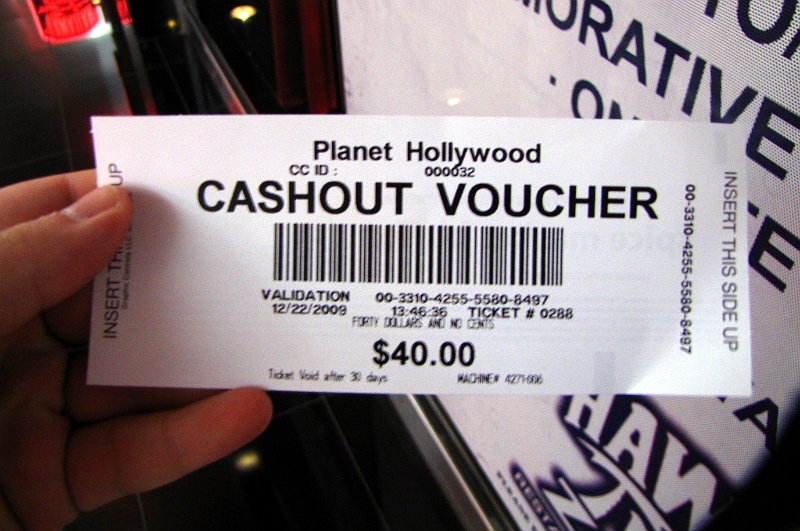 Planet Hollywood
CC ID : 000032
CASHOUT VOUCHER
VALIDATION 00-3310-4255-5580-8497
12/22/2009 13:46:36 TICKET # 0288
FORTY DOLLARS AND NO CENTS
$40.00
Ticket Void after 30 days MACHINE# 4271-006
INSERT THIS SIDE UP
00-3310-4255-5580-8497
INSERT UP
MORATIVE
ON